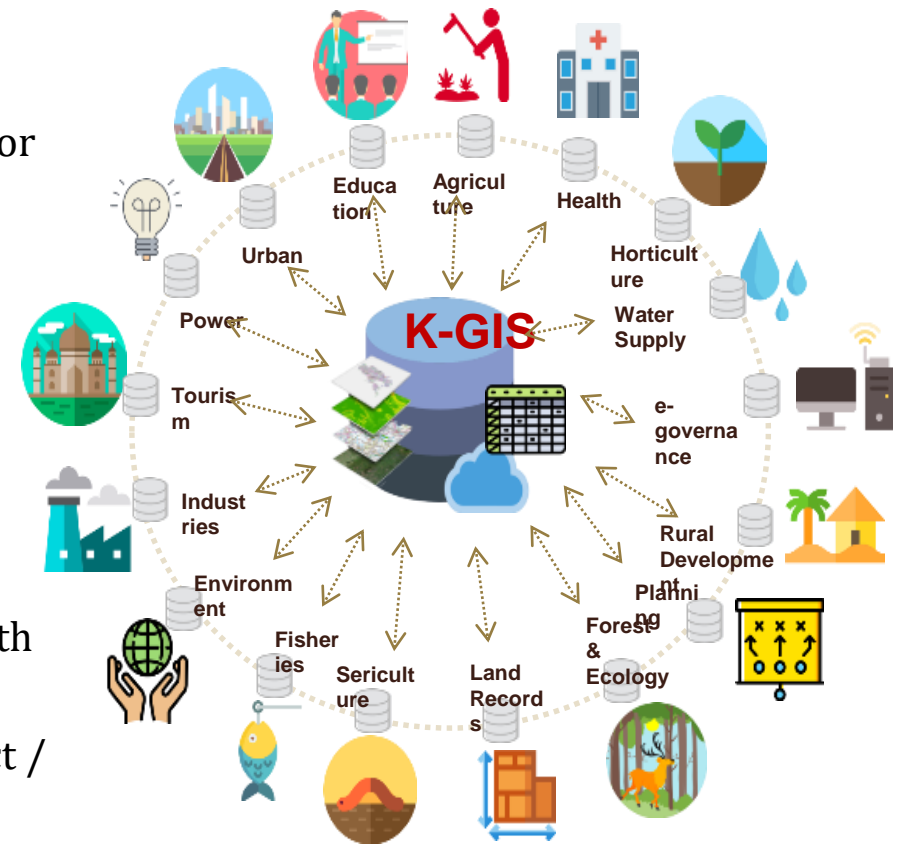 or
th
ct /
K-GIS
Educa
tion
Agricul
ture
Health
Horticult
ure
Water
Supply
e-
governa
nce
Rural
Developme
nt
Planni
ng
Forest
&
Ecology
Land
Record
s
Sericult
ure
Fisher
ies
Environm
ent
Indust
ries
Touris
m
Power
Urban